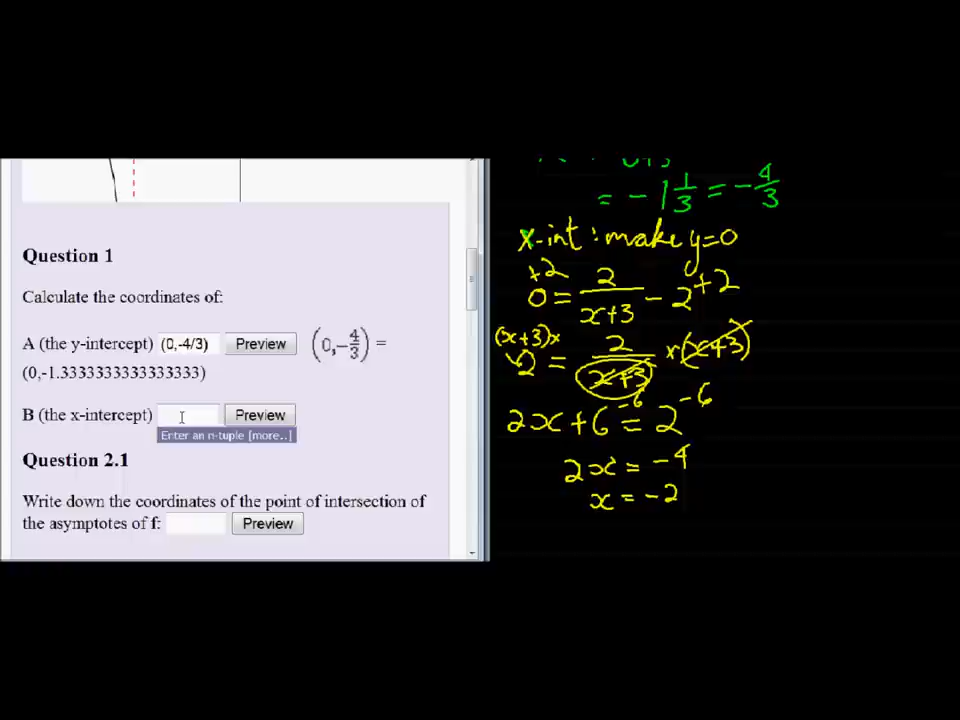 Question 1
Calculate the coordinates of:
A (the y-intercept) (0,-4/3) Preview (0,-4/3) =
(0,-1.3333333333333333)
B (the x-intercept) Preview
Enter an n-tuple [more..]
Question 2.1
Write down the coordinates of the point of intersection of
the asymptotes of f: Preview
= -1 1/3 = -4/3
x-int: make y=0
+2 0 = 2/(x+3) - 2 +2
(x+3)× 2 = 2/(x+3) × (x+3)
2x + 6 -6 = 2 -6
2x = -4
x = -2